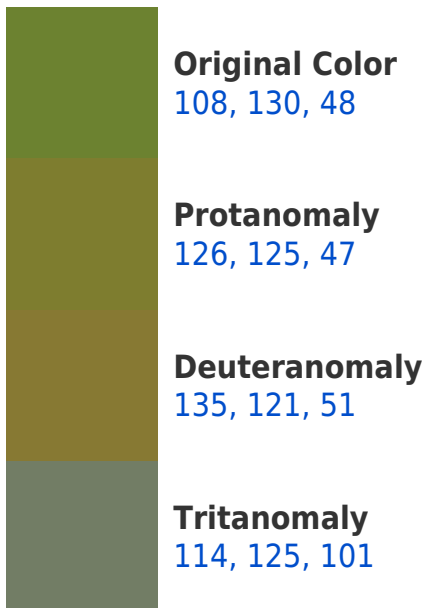 Original Color
108, 130, 48
Protanomaly
126, 125, 47
Deuteranomaly
135, 121, 51
Tritanomaly
114, 125, 101